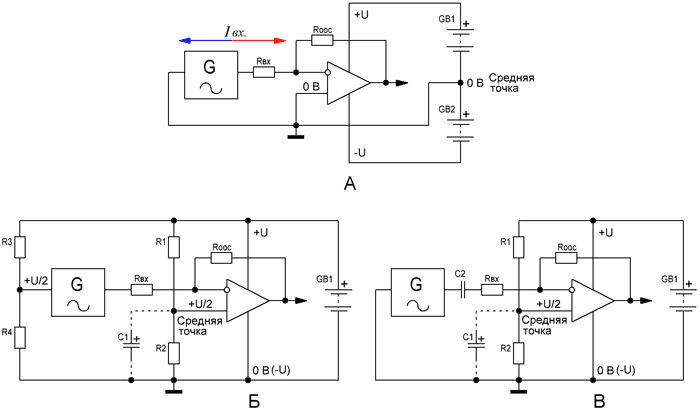 +U
GB1
+
I вх.
Rоос
G
Rвх
0 В
0 В Средняя
точка
GB2
+
-U
А
R3
R1
+U
+U/2
G
Rвх
Rоос
GB1
+
+U/2
Средняя
точка
R4
C1
+
R2
0 В (-U)
Б
R1
+U
G
C2
Rвх
Rоос
GB1
+
+U/2
Средняя
точка
C1
+
R2
0 В (-U)
В